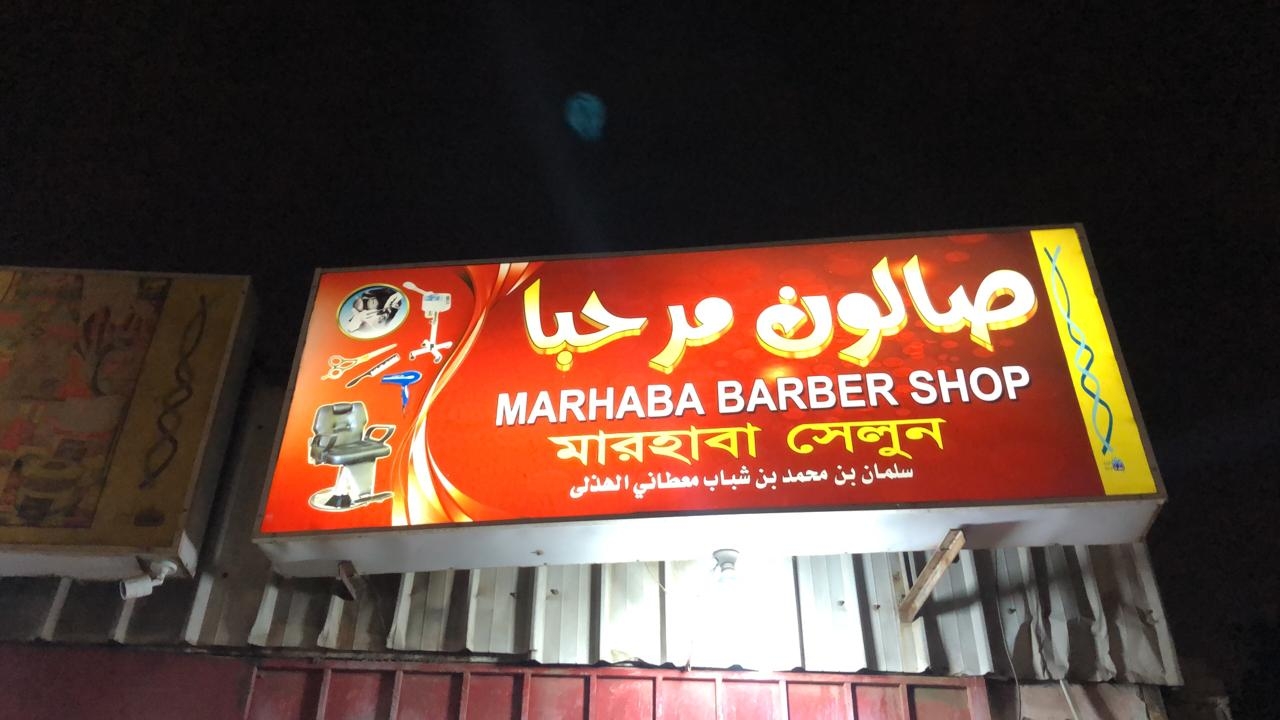 صالون مرحبا
MARHABA BARBER SHOP
মারহাবা সেলুন
سلمان بن محمد بن شباب معطاني الهذلى